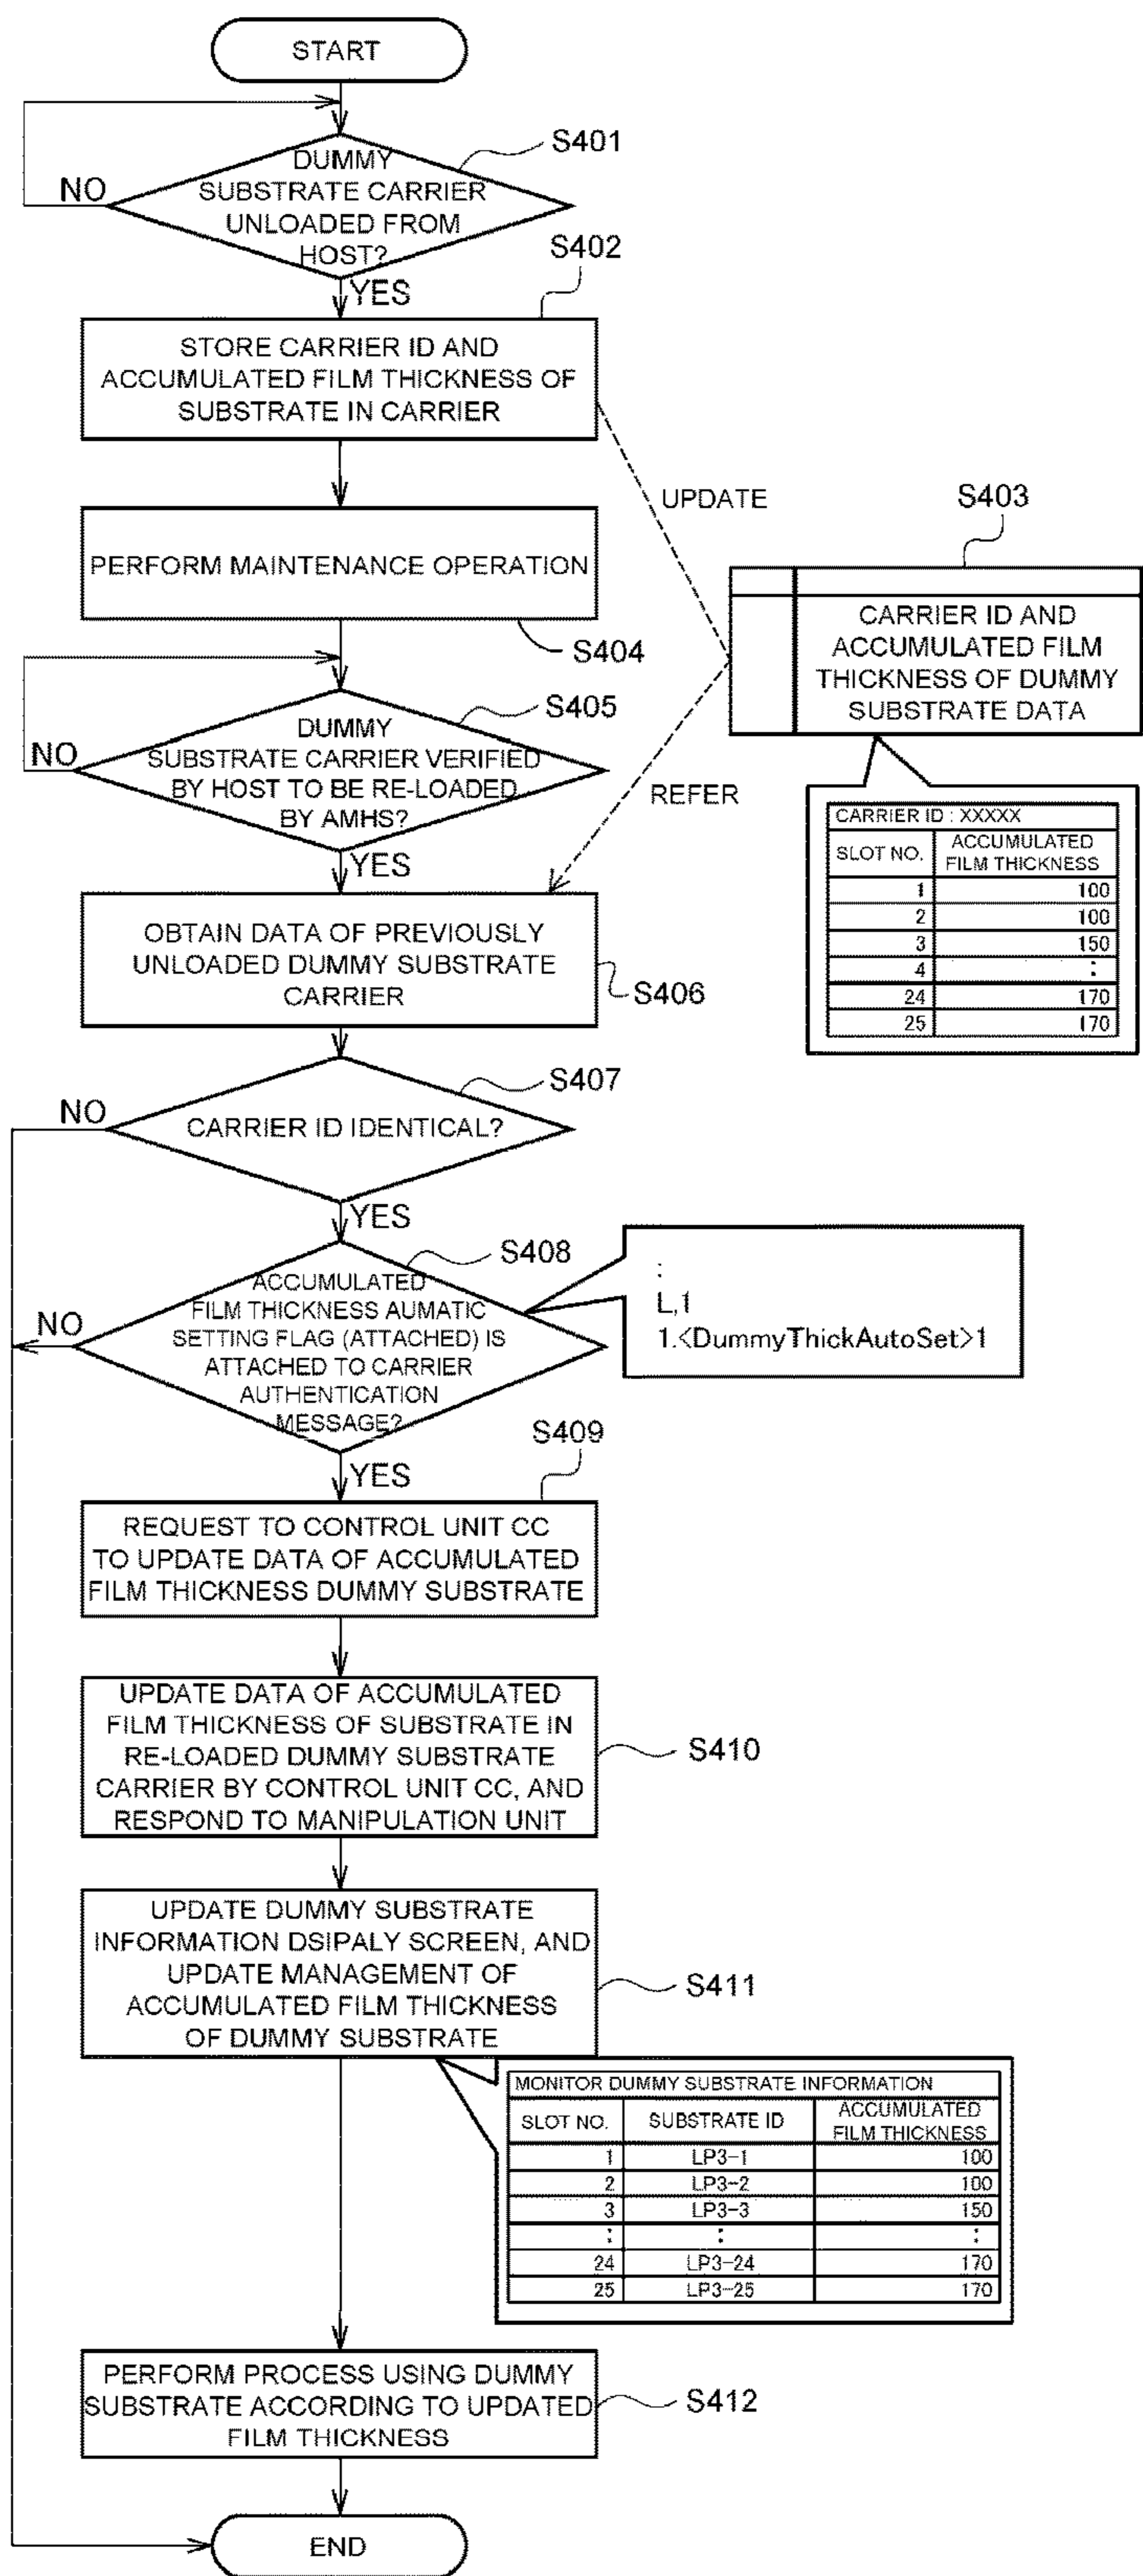 START
S401
DUMMY
SUBSTRATE CARRIER
UNLOADED FROM
HOST?
NO
YES
S402
STORE CARRIER ID AND
ACCUMULATED FILM THICKNESS OF
SUBSTRATE IN CARRIER
UPDATE
S403
CARRIER ID AND
ACCUMULATED FILM
THICKNESS OF DUMMY
SUBSTRATE DATA
PERFORM MAINTENANCE OPERATION
S404
S405
DUMMY
SUBSTRATE CARRIER VERIFIED
BY HOST TO BE RE-LOADED
BY AMHS?
NO
YES
REFER
CARRIER ID : XXXXX
SLOT NO. ACCUMULATED
FILM THICKNESS
1 100
2 100
3 150
4 :
24 170
25 170
OBTAIN DATA OF PREVIOUSLY
UNLOADED DUMMY SUBSTRATE
CARRIER
S406
S407
CARRIER ID IDENTICAL?
NO
YES
S408
ACCUMULATED
FILM THICKNESS AUMATIC
SETTING FLAG (ATTACHED) IS
ATTACHED TO CARRIER
AUTHENTICATION
MESSAGE?
NO
YES
:
L,1
1.<DummyThickAutoSet>1
S409
REQUEST TO CONTROL UNIT CC
TO UPDATE DATA OF ACCUMULATED
FILM THICKNESS DUMMY SUBSTRATE
UPDATE DATA OF ACCUMULATED
FILM THICKNESS OF SUBSTRATE IN
RE-LOADED DUMMY SUBSTRATE
CARRIER BY CONTROL UNIT CC, AND
RESPOND TO MANIPULATION UNIT
S410
UPDATE DUMMY SUBSTRATE
INFORMATION DSIPALY SCREEN, AND
UPDATE MANAGEMENT OF
ACCUMULATED FILM THICKNESS
OF DUMMY SUBSTRATE
S411
MONITOR DUMMY SUBSTRATE INFORMATION
SLOT NO. SUBSTRATE ID ACCUMULATED
FILM THICKNESS
1 LP3-1 100
2 LP3-2 100
3 LP3-3 150
: : :
24 LP3-24 170
25 LP3-25 170
PERFORM PROCESS USING DUMMY
SUBSTRATE ACCORDING TO UPDATED
FILM THICKNESS
S412
END